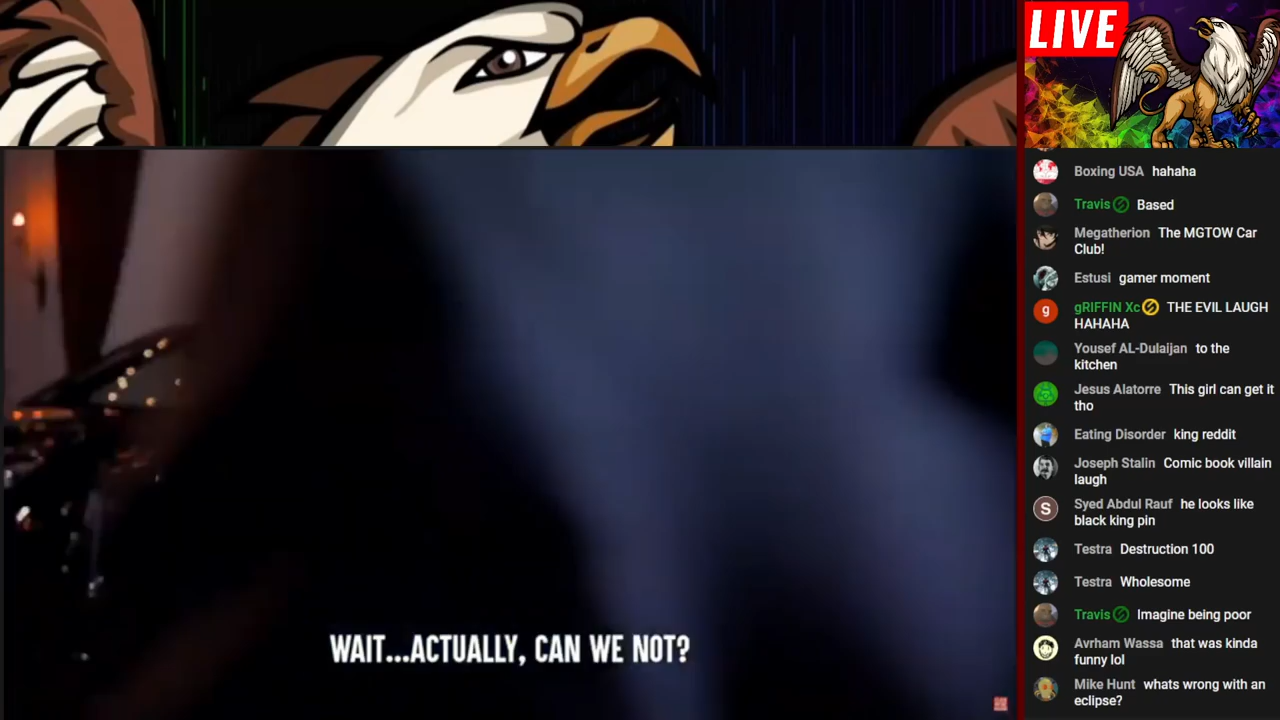 LIVE
Boxing USA hahaha
Travis Based
Megatherion The MGTOW Car
Club!
Estusi gamer moment
g
gRIFFIN Xc THE EVIL LAUGH
HAHAHA
Yousef AL-Dulaijan to the
kitchen
Jesus Alatorre This girl can get it
tho
Eating Disorder king reddit
Joseph Stalin Comic book villain
laugh
S
Syed Abdul Rauf he looks like
black king pin
Testra Destruction 100
Testra Wholesome
Travis Imagine being poor
Avrham Wassa that was kinda
funny lol
Mike Hunt whats wrong with an
eclipse?
WAIT...ACTUALLY, CAN WE NOT?